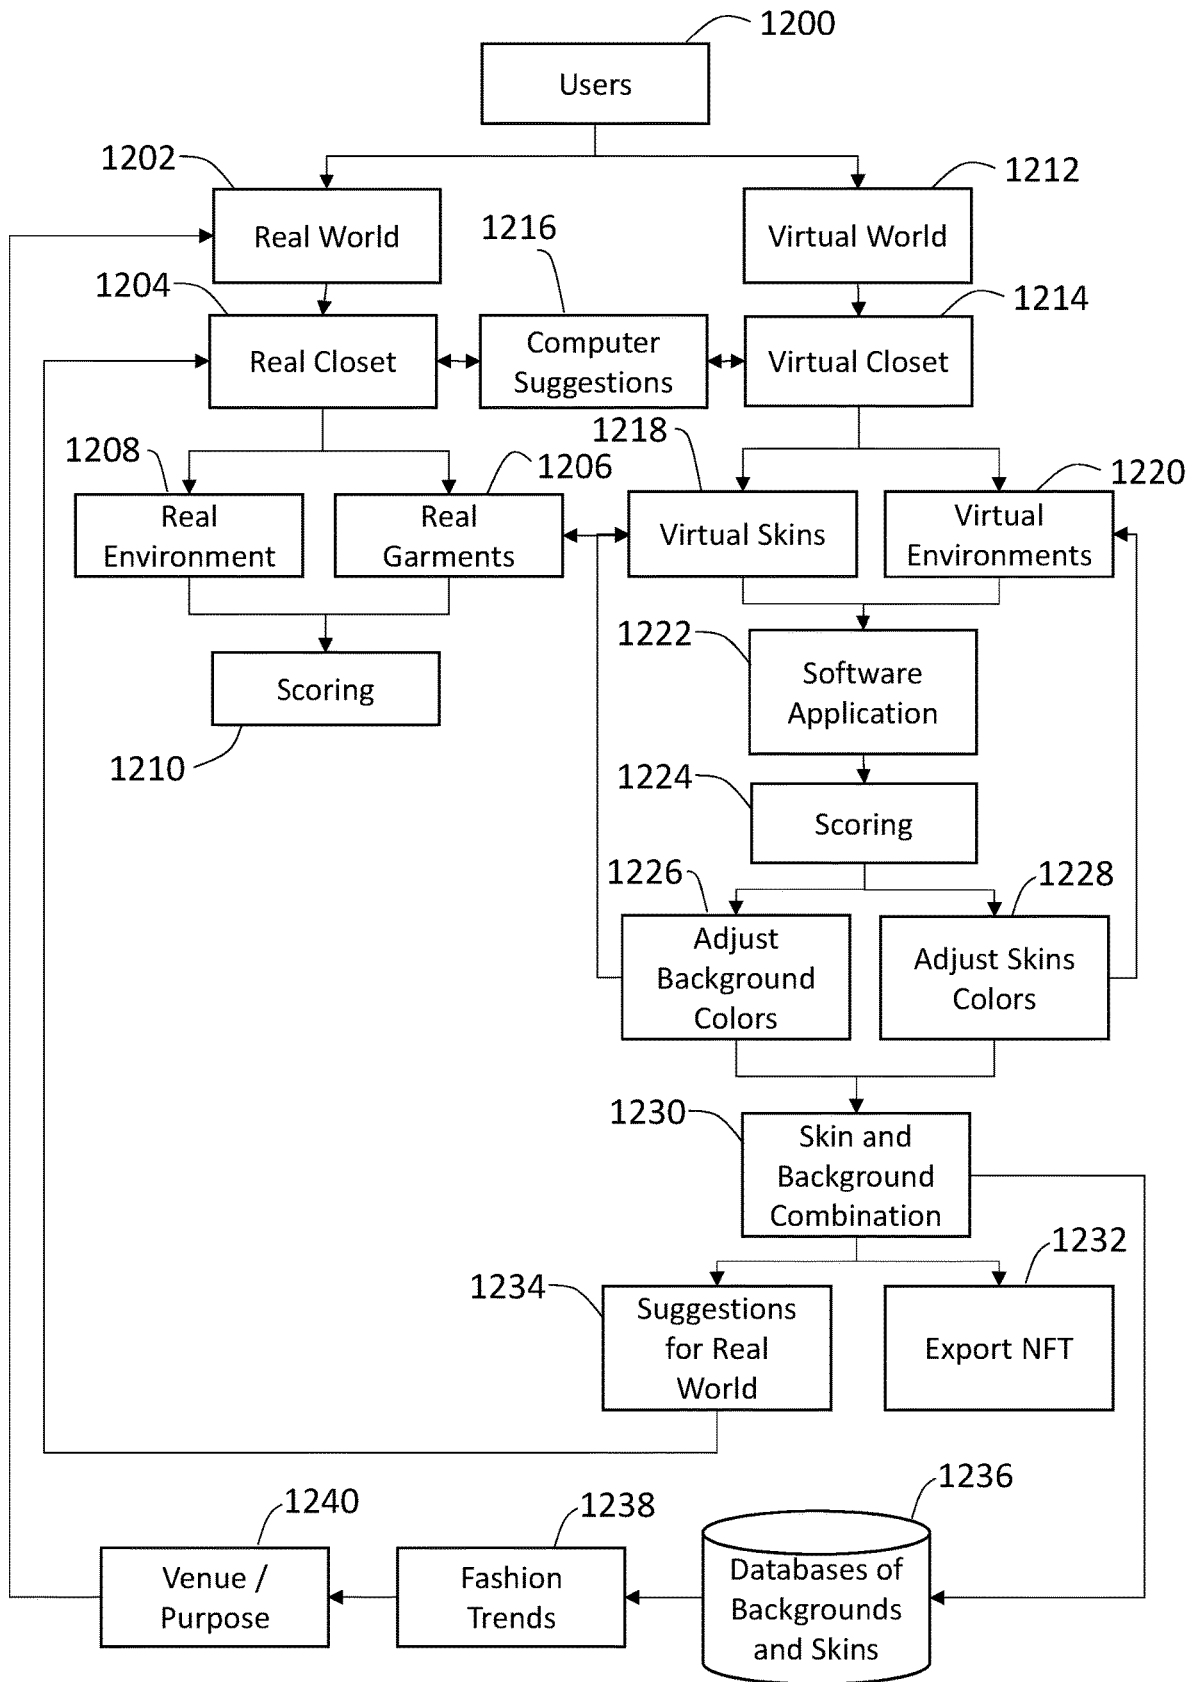 1200
Users
1202
1212
Real World
1216
Virtual World
1204
1214
Real Closet
Computer
Suggestions
Virtual Closet
1208
1206
1218
1220
Real
Environment
Real
Garments
Virtual Skins
Virtual
Environments
1222
Software
Application
Scoring
1210
1224
Scoring
1226
1228
Adjust
Background
Colors
Adjust Skins
Colors
1230
Skin and
Background
Combination
1232
1234
Suggestions
for Real
World
Export NFT
1236
1240
1238
Venue /
Purpose
Fashion
Trends
Databases of
Backgrounds
and Skins